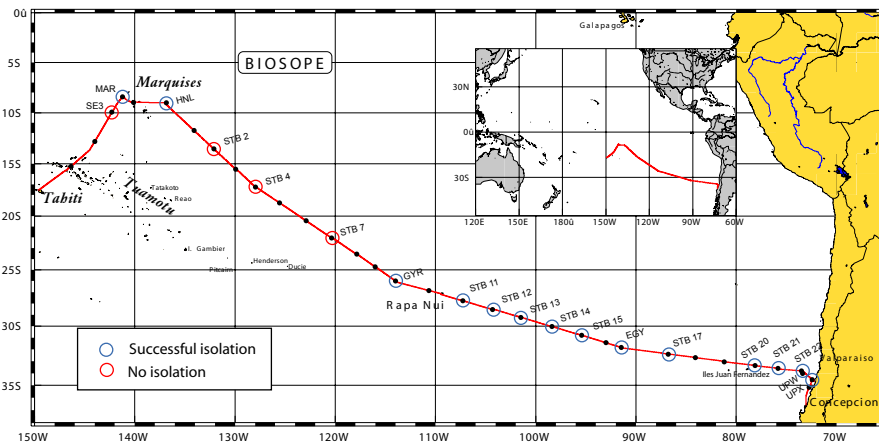 0û
5S
10S
15S
20S
25S
30S
35S
150W
140W
130W
120W
110W
100W
90W
80W
70W
BIOSOPE
Galapagos
MAR
Marquises
SE3
HNL
STB 2
STB 4
STB 7
Tahiti
Tuamotu
Tatakoto
Reao
I. Gambier
Pitcairn
Henderson
Ducie
GYR
Rapa Nui
STB 11
STB 12
STB 13
STB 14
STB 15
EGY
STB 17
STB 20
STB 21
STB 22
Iles Juan Fernandez
Valparaiso
UPW
UPX
Concepcion
30N
0û
30S
120E
150E
180W
150W
120W
90W
60W
Successful isolation
No isolation